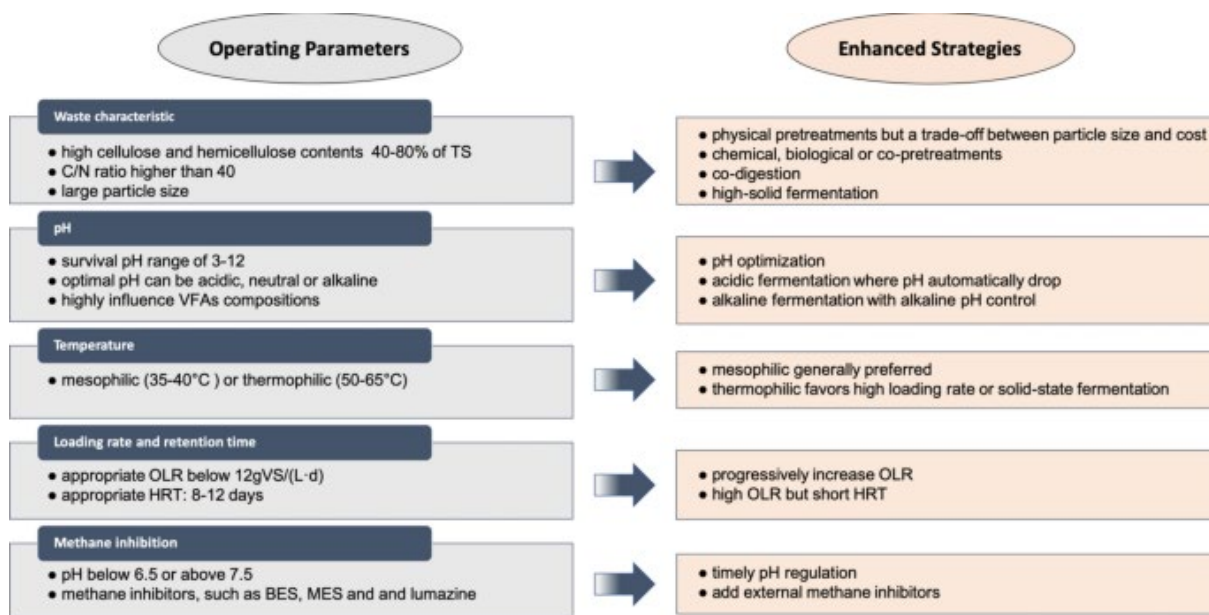 Operating Parameters
Enhanced Strategies
Waste characteristic
● high cellulose and hemicellulose contents 40-80% of TS
● C/N ratio higher than 40
● large particle size
● physical pretreatments but a trade-off between particle size and cost
● chemical, biological or co-pretreatments
● co-digestion
● high-solid fermentation
pH
● survival pH range of 3-12
● optimal pH can be acidic, neutral or alkaline
● highly influence VFAs compositions
● pH optimization
● acidic fermentation where pH automatically drop
● alkaline fermentation with alkaline pH control
Temperature
● mesophilic (35-40°C ) or thermophilic (50-65°C)
● mesophilic generally preferred
● thermophilic favors high loading rate or solid-state fermentation
Loading rate and retention time
● appropriate OLR below 12gVS/(L·d)
● appropriate HRT: 8-12 days
● progressively increase OLR
● high OLR but short HRT
Methane inhibition
● pH below 6.5 or above 7.5
● methane inhibitors, such as BES, MES and and lumazine
● timely pH regulation
● add external methane inhibitors